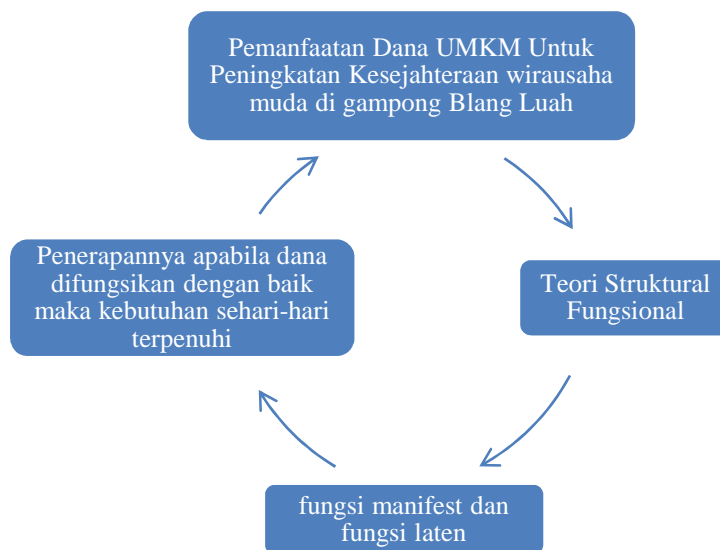 Pemanfaatan Dana UMKM Untuk
Peningkatan Kesejahteraan wirausaha
muda di gampong Blang Luah
Teori Struktural
Fungsional
fungsi manifest dan
fungsi laten
Penerapannya apabila dana
difungsikan dengan baik
maka kebutuhan sehari-hari
terpenuhi